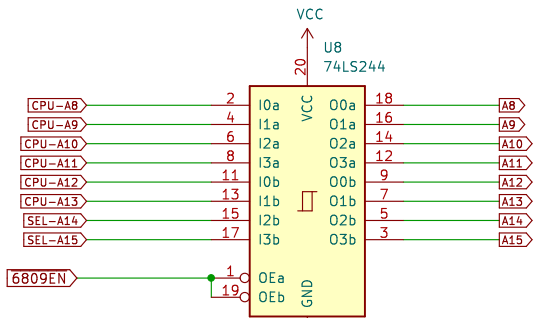 VCC
U8
74LS244
20
VCC
CPU-A8 2 I0a O0a 18 A8
CPU-A9 4 I1a O1a 16 A9
CPU-A10 6 I2a O2a 14 A10
CPU-A11 8 I3a O3a 12 A11
CPU-A12 11 I0b O0b 9 A12
CPU-A13 13 I1b O1b 7 A13
SEL-A14 15 I2b O2b 5 A14
SEL-A15 17 I3b O3b 3 A15
6809EN 1 OEa
19 OEb
GND